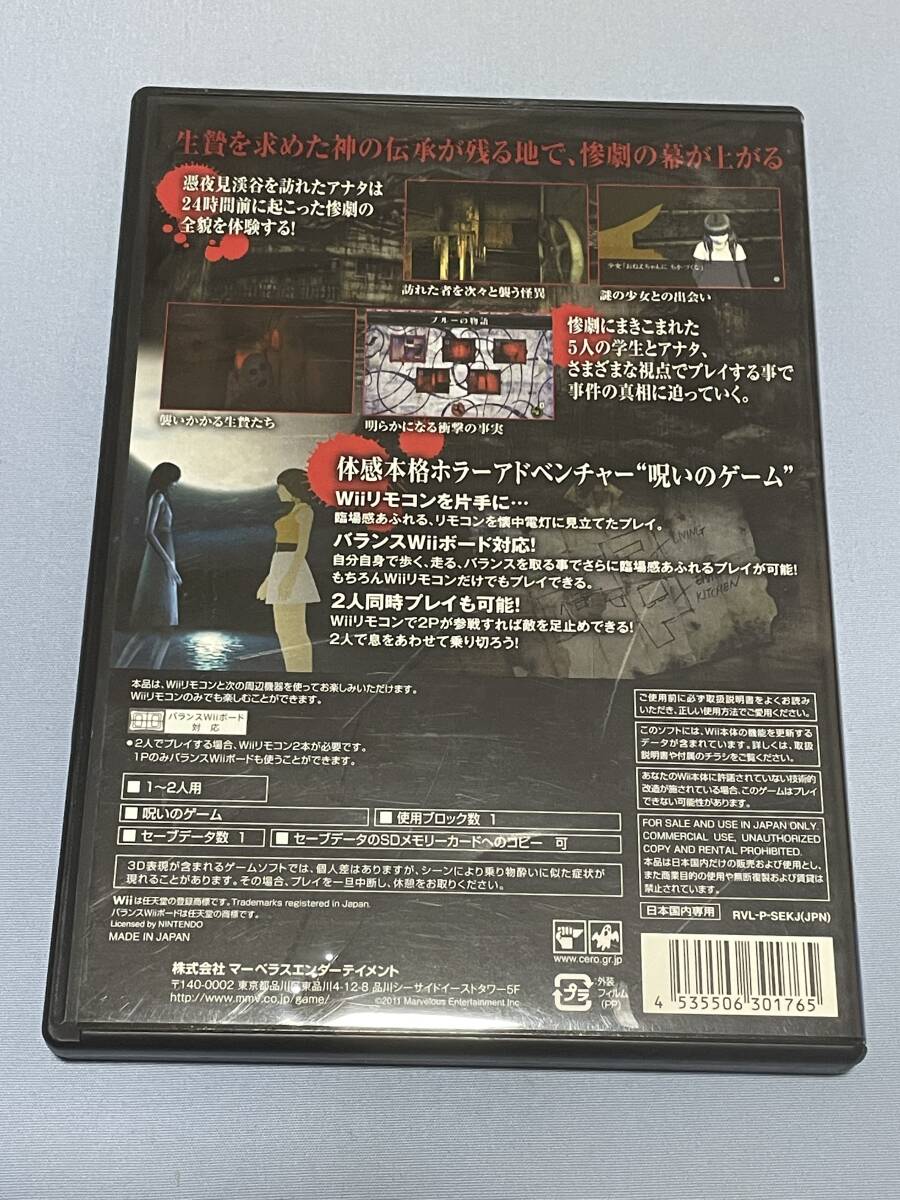 生贄を求めた神の伝承が残る地で、惨劇の幕が上がる
憑夜見渓谷を訪れたアナタは
24時間前に起こった惨劇の
全貌を体験する!
訪れた者を次々と襲う怪異
少女「おねえちゃんに ちかづくな」
謎の少女との出会い
ブルーの物語
襲いかかる生贄たち
明らかになる衝撃の事実
惨劇にまきこまれた
5人の学生とアナタ、
さまざまな視点でプレイする事で
事件の真相に迫っていく。
体感本格ホラーアドベンチャー“呪いのゲーム”
Wiiリモコンを片手に…
臨場感あふれる、リモコンを懐中電灯に見立てたプレイ。
バランスWiiボード対応!
自分自身で歩く、走る、バランスを取る事でさらに臨場感あふれるプレイが可能!
もちろんWiiリモコンだけでもプレイできる。
2人同時プレイも可能!
Wiiリモコンで2Pが参戦すれば敵を足止めできる!
2人で息をあわせて乗り切ろう!
LIVING
KITCHEN
本品は、Wiiリモコンと次の周辺機器を使ってお楽しみいただけます。
Wiiリモコンのみでも楽しむことができます。
バランスWiiボード
対応
●2人でプレイする場合、Wiiリモコン2本が必要です。
1PのみバランスWiiボードも使うことができます。
■1~2人用
■呪いのゲーム
■使用ブロック数 1
■セーブデータ数 1
■セーブデータのSDメモリーカードへのコピー 可
3D表現が含まれるゲームソフトでは、個人差はありますが、シーンにより乗り物酔いに似た症状が
現れることがあります。その場合、プレイを一旦中断し、休憩をお取りください。
Wiiは任天堂の登録商標です。Trademarks registered in Japan.
バランスWiiボードは任天堂の商標です。
Licensed by NINTENDO
MADE IN JAPAN
株式会社 マーベラスエンターテイメント
〒140-0002 東京都品川区東品川4-12-8 品川シーサイドイーストタワー5F
http://www.mmv.co.jp/game/
©2011 Marvelous Entertainment Inc
ご使用前に必ず取扱説明書をよくお読み
いただき、正しい使用方法でご愛用ください。
このソフトには、Wii本体の機能を更新する
データが含まれています。詳しくは、取扱
説明書や付属のチラシをご覧ください。
あなたのWii本体に許諾されていない技術的
改造が施されている場合、このゲームはプレイ
できない可能性があります。
FOR SALE AND USE IN JAPAN ONLY.
COMMERCIAL USE, UNAUTHORIZED
COPY AND RENTAL PROHIBITED.
本品は日本国内だけの販売および使用とし、
また商業目的の使用や無断複製および賃貸は
禁止されています。
日本国内専用
RVL-P-SEKJ(JPN)
www.cero.gr.jp
プラ
:外装
フィルム
(PP)
4 535506 301765